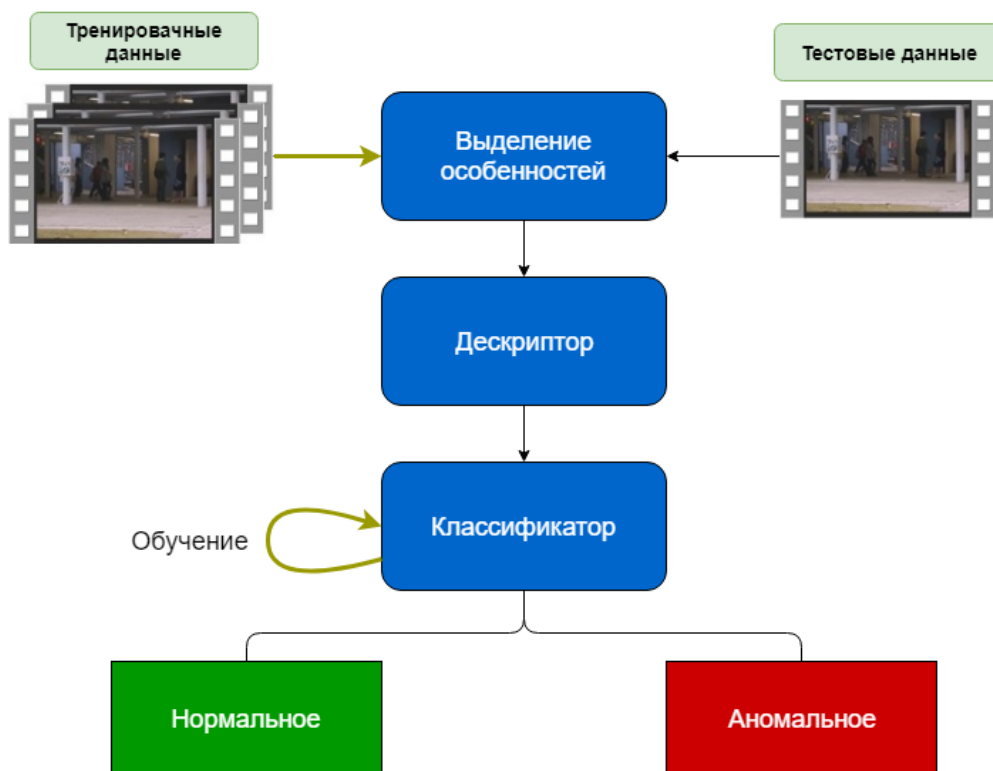 Тренировачные
данные
Тестовые данные
Выделение
особенностей
Дескриптор
Обучение
Классификатор
Нормальное
Аномальное